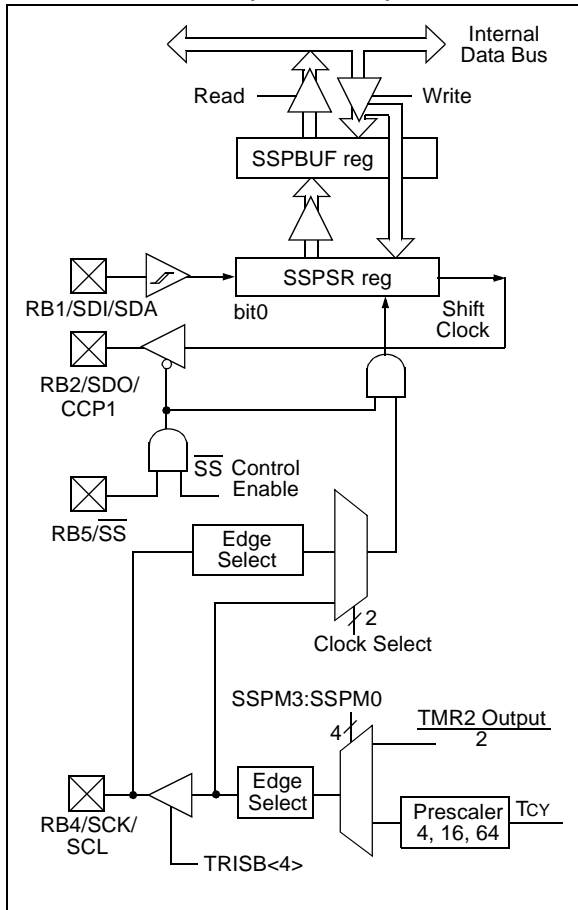 Internal
Data Bus
Read
Write
SSPBUF reg
SSPSR reg
RB1/SDI/SDA
bit0
Shift
Clock
RB2/SDO/
CCP1
SS Control
Enable
RB5/SS
Edge
Select
2
Clock Select
SSPM3:SSPM0
TMR2 Output
4
2
Edge
Select
Prescaler
4, 16, 64
TCY
RB4/SCK/
SCL
TRISB<4>